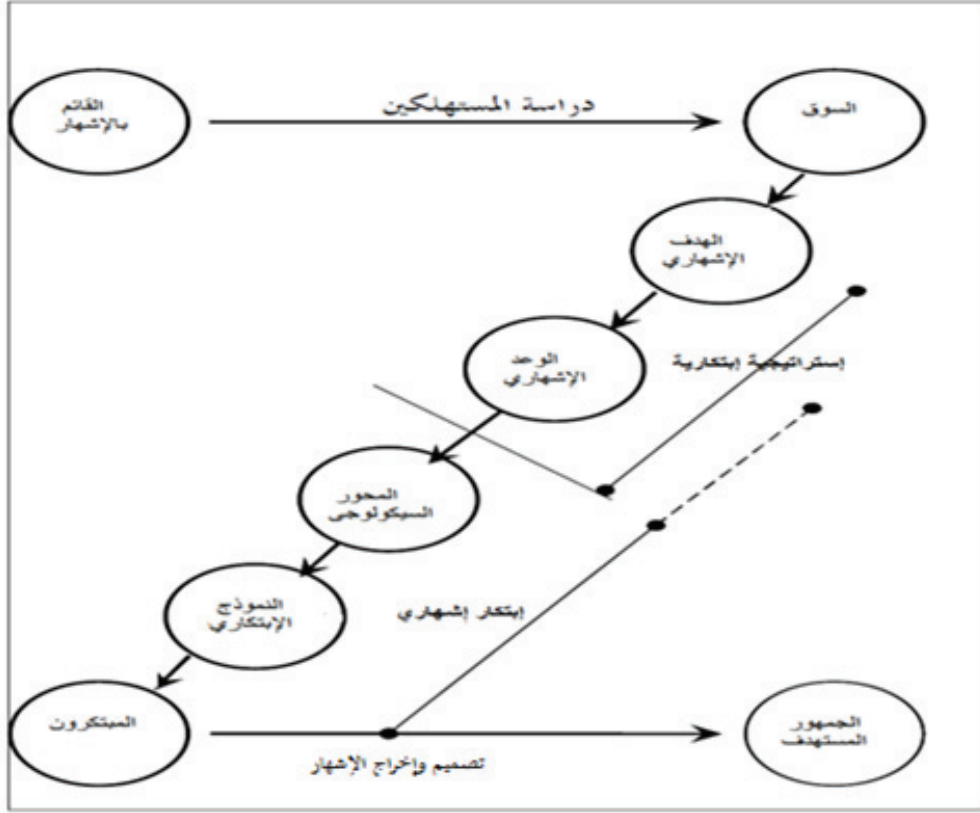 القائم
بالإشهار
دراسة المستهلكين
السوق
الهدف
الإشهاري
الوعد
الإشهاري
إستراتيجية إبتكارية
المحور
السيكولوجي
النموذج
الإبتكاري
إبتكار إشهاري
المبتكرون
تصميم وإخراج الإشهار
الجمهور
المستهدف